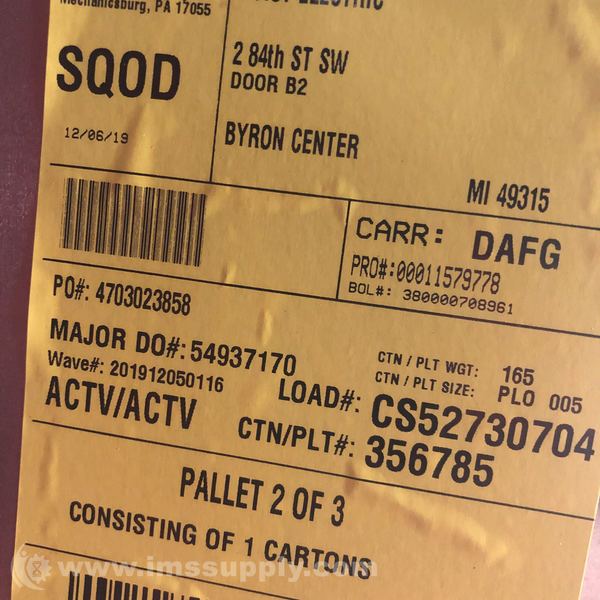 Mechanicsburg, PA 17055
ELECTRIC
SQOD
2 84th ST SW
DOOR B2
12/06/19
BYRON CENTER
MI 49315
CARR: DAFG
PRO#:00011579778
BOL#: 380000708961
PO#: 4703023858
MAJOR DO#: 54937170
Wave#: 201912050116
ACTV/ACTV
CTN / PLT WGT: 165
CTN / PLT SIZE: PLO 005
LOAD#: CS52730704
CTN/PLT#: 356785
PALLET 2 OF 3
CONSISTING OF 1 CARTONS
www.imssupply.com